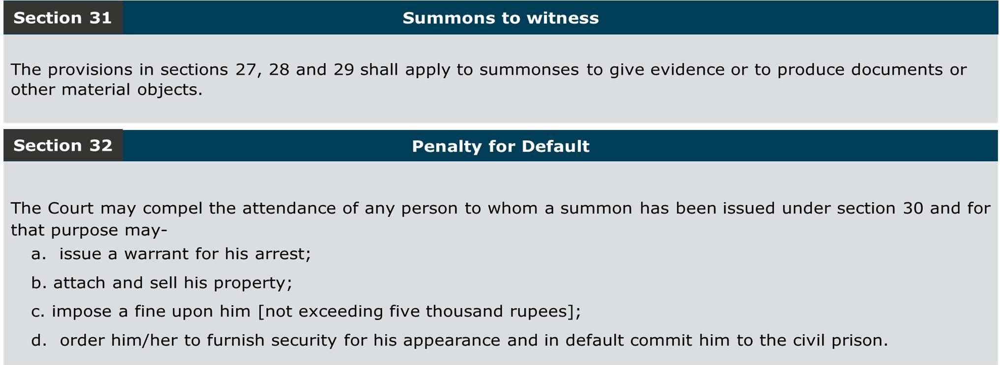 Section 31
Summons to witness
The provisions in sections 27, 28 and 29 shall apply to summonses to give evidence or to produce documents or
other material objects.
Section 32
Penalty for Default
The Court may compel the attendance of any person to whom a summon has been issued under section 30 and for
that purpose may-
a. issue a warrant for his arrest;
b. attach and sell his property;
c. impose a fine upon him [not exceeding five thousand rupees];
d. order him/her to furnish security for his appearance and in default commit him to the civil prison.